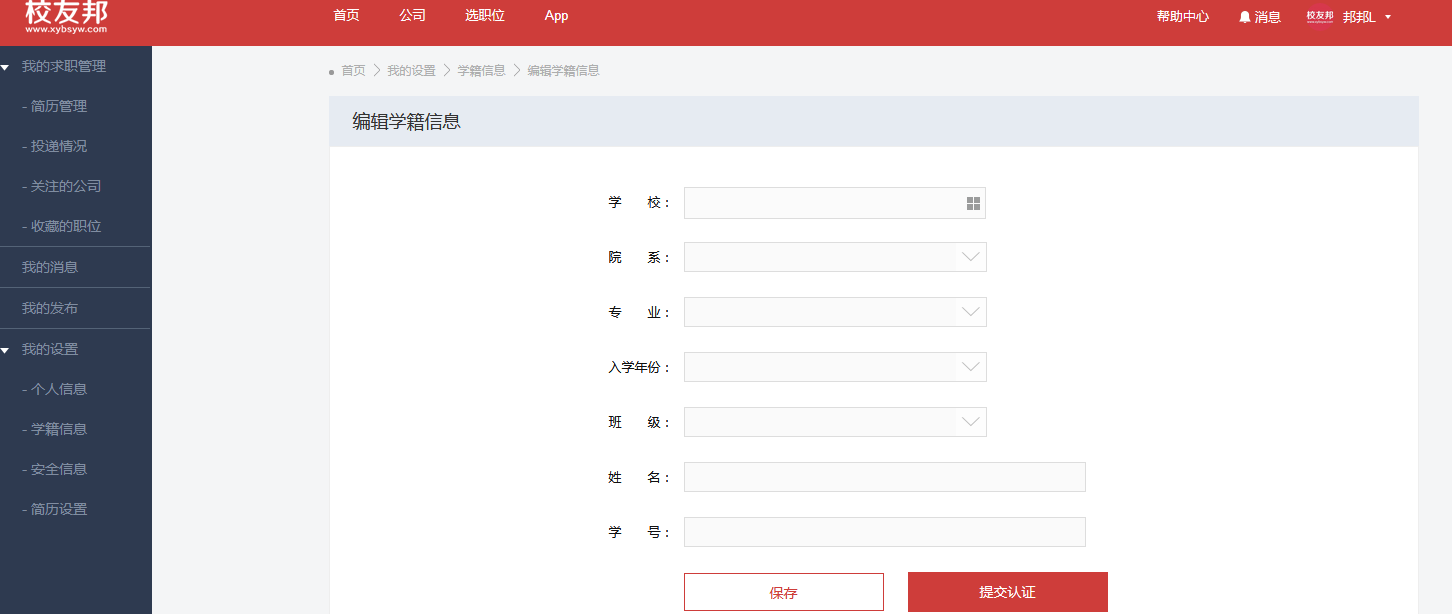 校友邦
www.xybsyw.com
首页 公司 选职位 App 帮助中心 消息 校友邦 邦邦L
我的求职管理
- 简历管理
- 投递情况
- 关注的公司
- 收藏的职位
我的消息
我的发布
我的设置
- 个人信息
- 学籍信息
- 安全信息
- 简历设置
首页 > 我的设置 > 学籍信息 > 编辑学籍信息
编辑学籍信息
学 校：
院 系：
专 业：
入学年份：
班 级：
姓 名：
学 号：
保存 提交认证